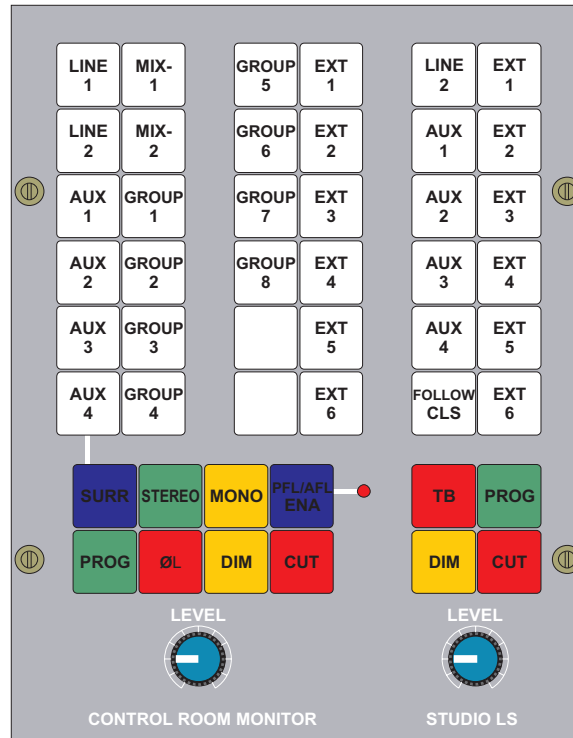 LINE 1 MIX- 1 GROUP 5 EXT 1 LINE 2 EXT 1
LINE 2 MIX- 2 GROUP 6 EXT 2 AUX 1 EXT 2
AUX 1 GROUP 1 GROUP 7 EXT 3 AUX 2 EXT 3
AUX 2 GROUP 2 GROUP 8 EXT 4 AUX 3 EXT 4
AUX 3 GROUP 3 EXT 5 AUX 4 EXT 5
AUX 4 GROUP 4 EXT 6 FOLLOW CLS EXT 6
SURR STEREO MONO PFL/AFL ENA TB PROG
PROG ØL DIM CUT DIM CUT
LEVEL LEVEL
CONTROL ROOM MONITOR STUDIO LS